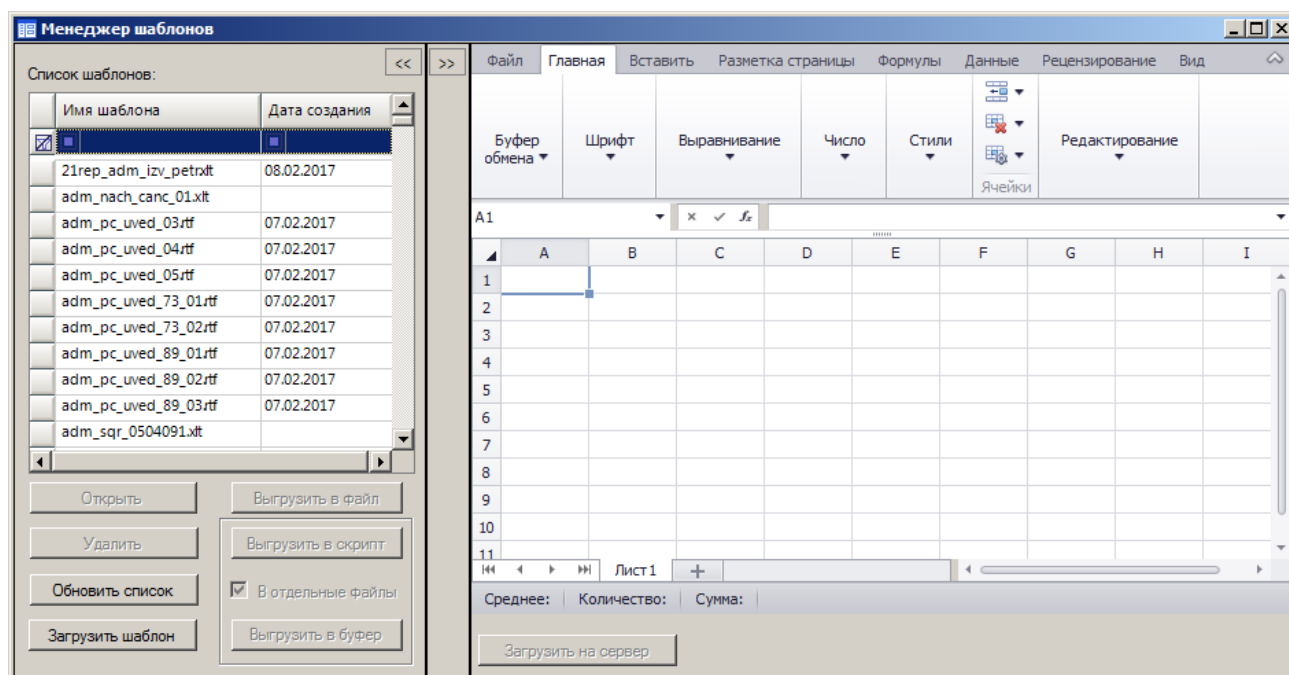 Менеджер шаблонов
Список шаблонов:
<<
>>
Имя шаблона Дата создания
21rep_adm_izv_petr.xlt 08.02.2017
adm_nach_canc_01.xlt
adm_pc_uved_03.rtf 07.02.2017
adm_pc_uved_04.rtf 07.02.2017
adm_pc_uved_05.rtf 07.02.2017
adm_pc_uved_73_01.rtf 07.02.2017
adm_pc_uved_73_02.rtf 07.02.2017
adm_pc_uved_89_01.rtf 07.02.2017
adm_pc_uved_89_02.rtf 07.02.2017
adm_pc_uved_89_03.rtf 07.02.2017
adm_sqr_0504091.xlt
Открыть Выгрузить в файл
Удалить Выгрузить в скрипт
Обновить список В отдельные файлы
Загрузить шаблон Выгрузить в буфер
Файл Главная Вставить Разметка страницы Формулы Данные Рецензирование Вид
Буфер обмена Шрифт Выравнивание Число Стили Редактирование
Ячейки
A1 fx
A B C D E F G H I
1
2
3
4
5
6
7
8
9
10
11
Лист1
Среднее: Количество: Сумма:
Загрузить на сервер